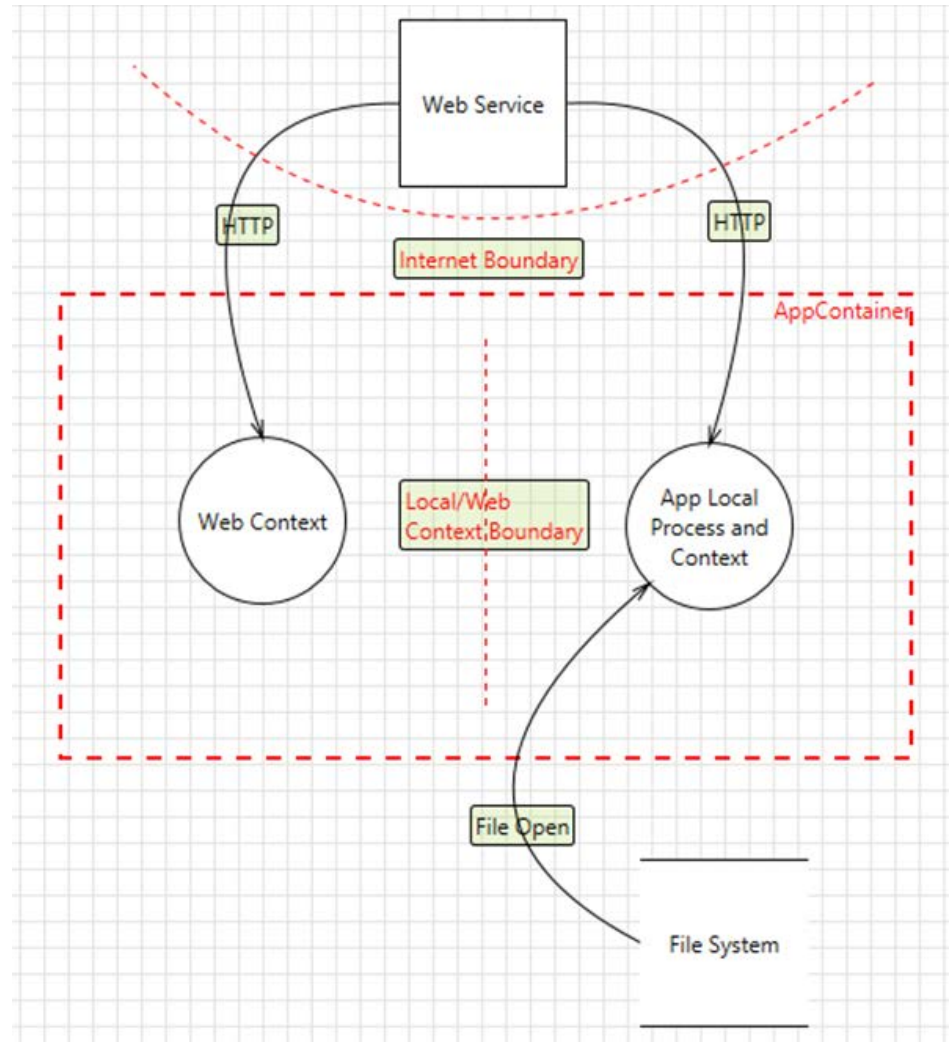 Web Service
HTTP
HTTP
Internet Boundary
AppContainer
Web Context
Local/Web
Context Boundary
App Local
Process and
Context
File Open
File System